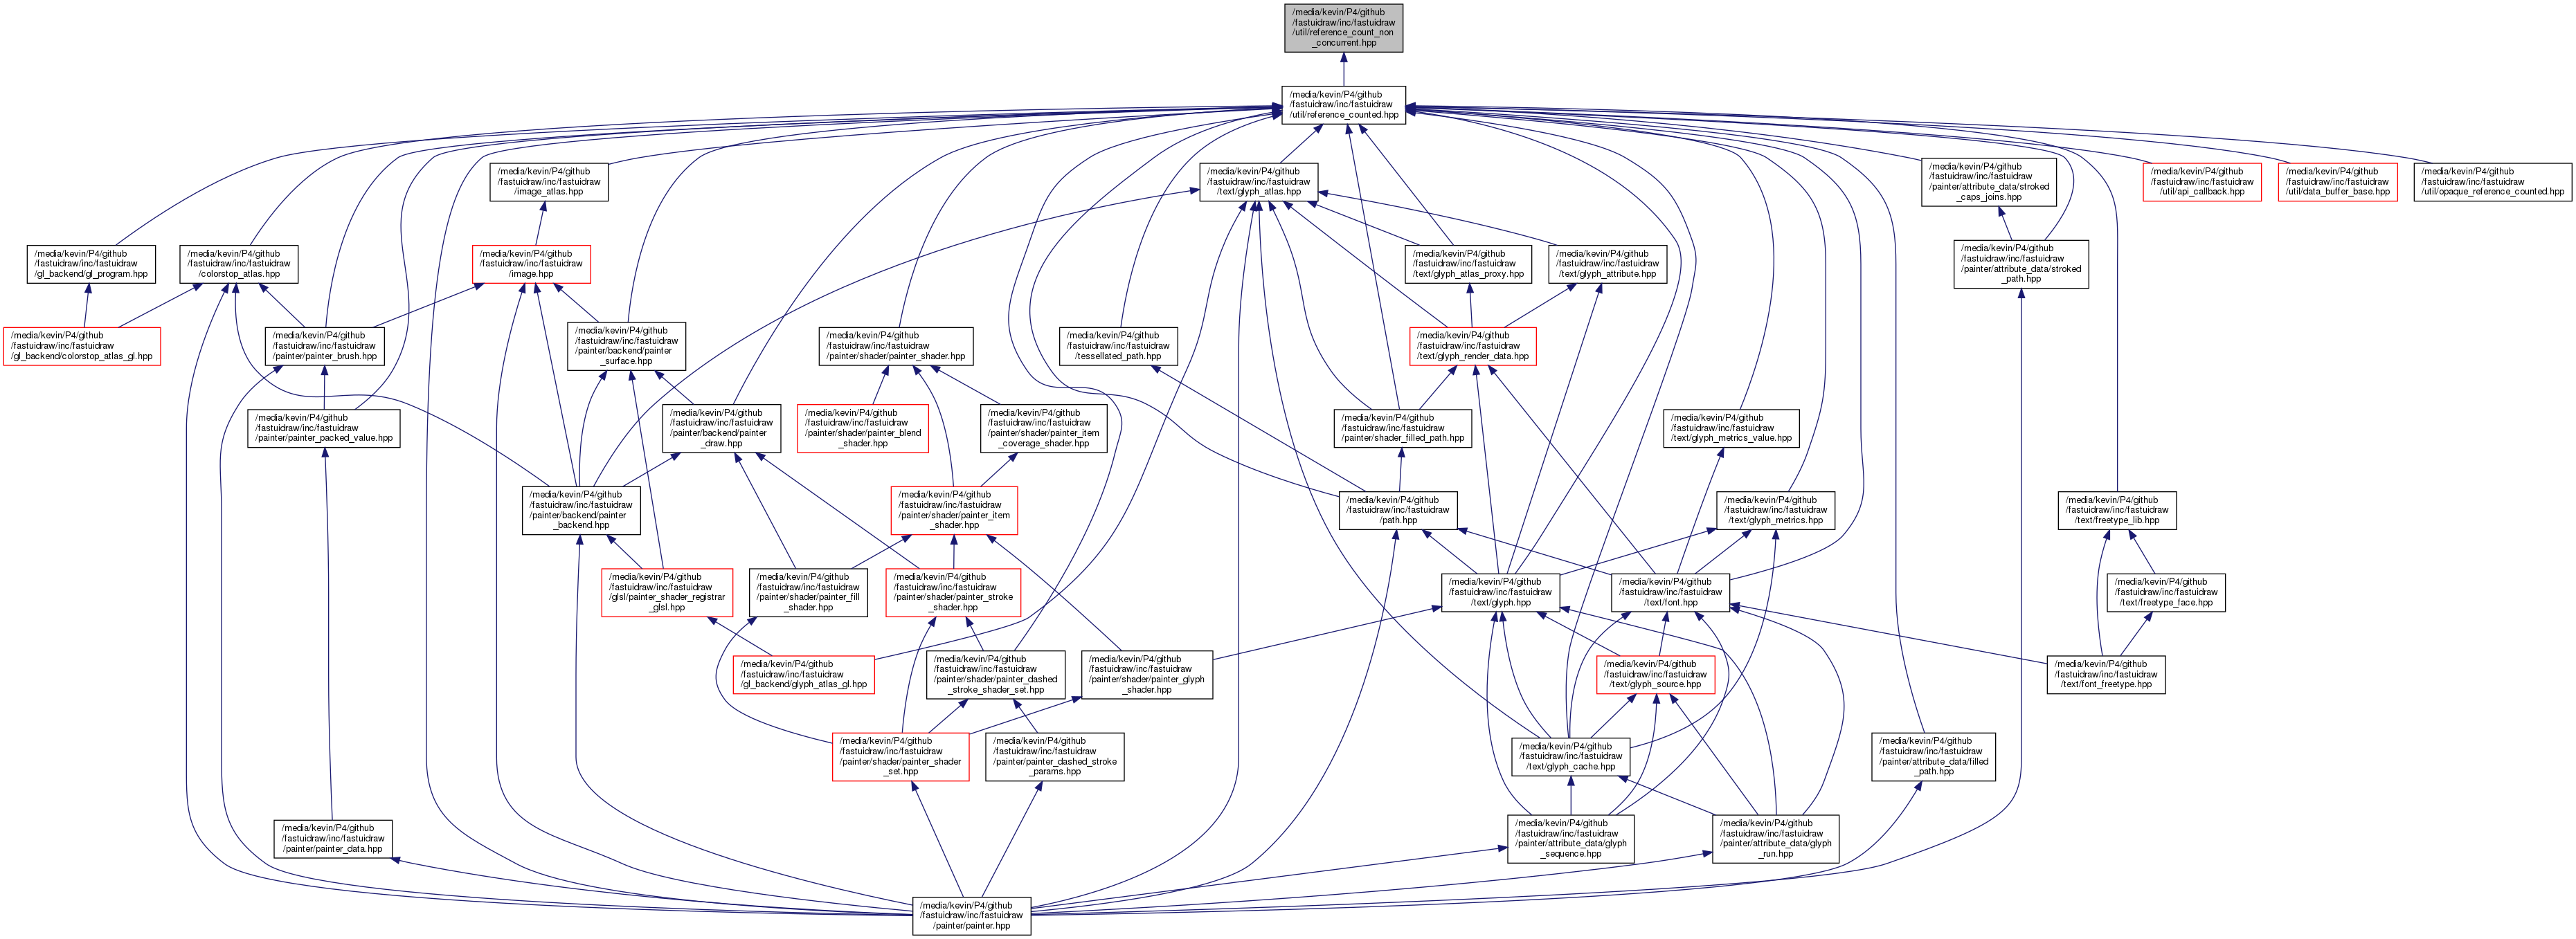 /media/kevin/P4/github
/fastuidraw/inc/fastuidraw
/util/reference_count_non
_concurrent.hpp
/media/kevin/P4/github
/fastuidraw/inc/fastuidraw
/util/reference_counted.hpp
/media/kevin/P4/github
/fastuidraw/inc/fastuidraw
/image_atlas.hpp
/media/kevin/P4/github
/fastuidraw/inc/fastuidraw
/text/glyph_atlas.hpp
/media/kevin/P4/github
/fastuidraw/inc/fastuidraw
/painter/attribute_data/stroked
_caps_joins.hpp
/media/kevin/P4/github
/fastuidraw/inc/fastuidraw
/util/api_callback.hpp
/media/kevin/P4/github
/fastuidraw/inc/fastuidraw
/util/data_buffer_base.hpp
/media/kevin/P4/github
/fastuidraw/inc/fastuidraw
/util/opaque_reference_counted.hpp
/media/kevin/P4/github
/fastuidraw/inc/fastuidraw
/gl_backend/gl_program.hpp
/media/kevin/P4/github
/fastuidraw/inc/fastuidraw
/colorstop_atlas.hpp
/media/kevin/P4/github
/fastuidraw/inc/fastuidraw
/image.hpp
/media/kevin/P4/github
/fastuidraw/inc/fastuidraw
/text/glyph_atlas_proxy.hpp
/media/kevin/P4/github
/fastuidraw/inc/fastuidraw
/text/glyph_attribute.hpp
/media/kevin/P4/github
/fastuidraw/inc/fastuidraw
/painter/attribute_data/stroked
_path.hpp
/media/kevin/P4/github
/fastuidraw/inc/fastuidraw
/gl_backend/colorstop_atlas_gl.hpp
/media/kevin/P4/github
/fastuidraw/inc/fastuidraw
/painter/painter_brush.hpp
/media/kevin/P4/github
/fastuidraw/inc/fastuidraw
/painter/backend/painter
_surface.hpp
/media/kevin/P4/github
/fastuidraw/inc/fastuidraw
/painter/shader/painter_shader.hpp
/media/kevin/P4/github
/fastuidraw/inc/fastuidraw
/tessellated_path.hpp
/media/kevin/P4/github
/fastuidraw/inc/fastuidraw
/text/glyph_render_data.hpp
/media/kevin/P4/github
/fastuidraw/inc/fastuidraw
/painter/painter_packed_value.hpp
/media/kevin/P4/github
/fastuidraw/inc/fastuidraw
/painter/backend/painter
_draw.hpp
/media/kevin/P4/github
/fastuidraw/inc/fastuidraw
/painter/shader/painter_blend
_shader.hpp
/media/kevin/P4/github
/fastuidraw/inc/fastuidraw
/painter/shader/painter_item
_coverage_shader.hpp
/media/kevin/P4/github
/fastuidraw/inc/fastuidraw
/painter/shader_filled_path.hpp
/media/kevin/P4/github
/fastuidraw/inc/fastuidraw
/text/glyph_metrics_value.hpp
/media/kevin/P4/github
/fastuidraw/inc/fastuidraw
/painter/backend/painter
_backend.hpp
/media/kevin/P4/github
/fastuidraw/inc/fastuidraw
/painter/shader/painter_item
_shader.hpp
/media/kevin/P4/github
/fastuidraw/inc/fastuidraw
/path.hpp
/media/kevin/P4/github
/fastuidraw/inc/fastuidraw
/text/glyph_metrics.hpp
/media/kevin/P4/github
/fastuidraw/inc/fastuidraw
/text/freetype_lib.hpp
/media/kevin/P4/github
/fastuidraw/inc/fastuidraw
/glsl/painter_shader_registrar
_glsl.hpp
/media/kevin/P4/github
/fastuidraw/inc/fastuidraw
/painter/shader/painter_fill
_shader.hpp
/media/kevin/P4/github
/fastuidraw/inc/fastuidraw
/painter/shader/painter_stroke
_shader.hpp
/media/kevin/P4/github
/fastuidraw/inc/fastuidraw
/text/glyph.hpp
/media/kevin/P4/github
/fastuidraw/inc/fastuidraw
/text/font.hpp
/media/kevin/P4/github
/fastuidraw/inc/fastuidraw
/text/freetype_face.hpp
/media/kevin/P4/github
/fastuidraw/inc/fastuidraw
/gl_backend/glyph_atlas_gl.hpp
/media/kevin/P4/github
/fastuidraw/inc/fastuidraw
/painter/shader/painter_dashed
_stroke_shader_set.hpp
/media/kevin/P4/github
/fastuidraw/inc/fastuidraw
/painter/shader/painter_glyph
_shader.hpp
/media/kevin/P4/github
/fastuidraw/inc/fastuidraw
/text/glyph_source.hpp
/media/kevin/P4/github
/fastuidraw/inc/fastuidraw
/text/font_freetype.hpp
/media/kevin/P4/github
/fastuidraw/inc/fastuidraw
/painter/shader/painter_shader
_set.hpp
/media/kevin/P4/github
/fastuidraw/inc/fastuidraw
/painter/painter_dashed_stroke
_params.hpp
/media/kevin/P4/github
/fastuidraw/inc/fastuidraw
/text/glyph_cache.hpp
/media/kevin/P4/github
/fastuidraw/inc/fastuidraw
/painter/attribute_data/filled
_path.hpp
/media/kevin/P4/github
/fastuidraw/inc/fastuidraw
/painter/painter_data.hpp
/media/kevin/P4/github
/fastuidraw/inc/fastuidraw
/painter/attribute_data/glyph
_sequence.hpp
/media/kevin/P4/github
/fastuidraw/inc/fastuidraw
/painter/attribute_data/glyph
_run.hpp
/media/kevin/P4/github
/fastuidraw/inc/fastuidraw
/painter/painter.hpp